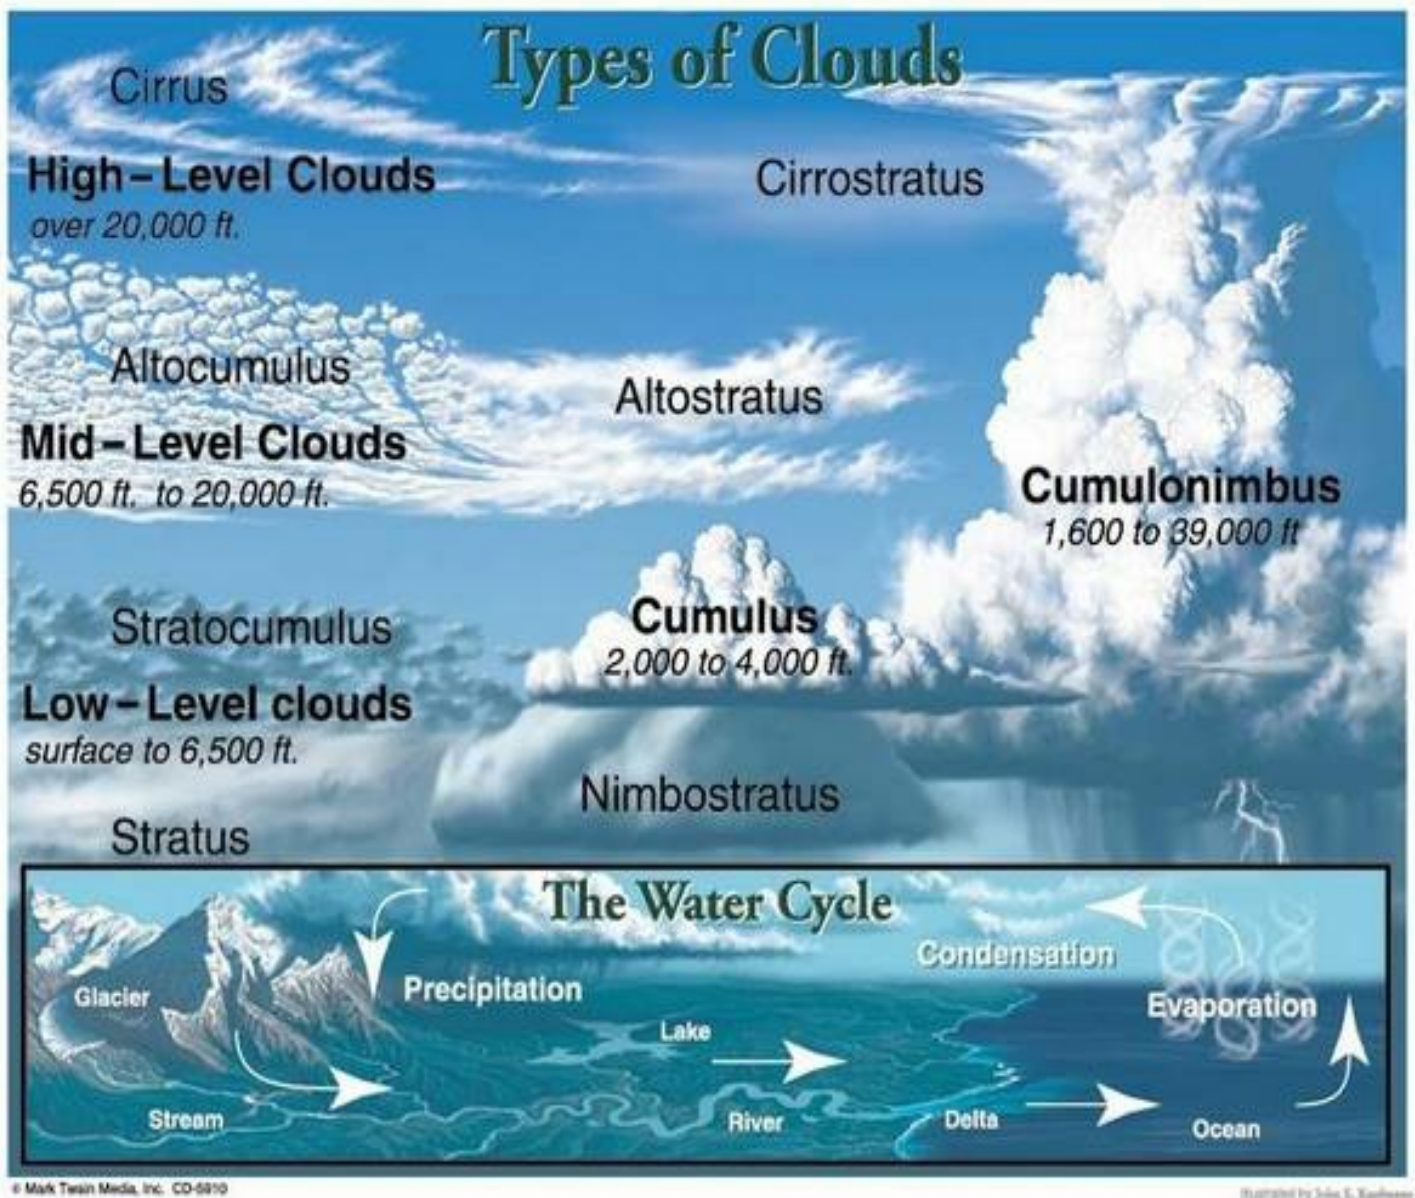 Types of Clouds
Cirrus
High–Level Clouds
over 20,000 ft.
Cirrostratus
Altocumulus
Altostratus
Mid–Level Clouds
6,500 ft. to 20,000 ft.
Cumulonimbus
1,600 to 39,000 ft
Stratocumulus
Cumulus
2,000 to 4,000 ft.
Low–Level clouds
surface to 6,500 ft.
Nimbostratus
Stratus
The Water Cycle
Condensation
Glacier
Precipitation
Evaporation
Lake
Stream
River
Delta
Ocean
© Mark Twain Media, Inc. CD-5910
Illustrated by